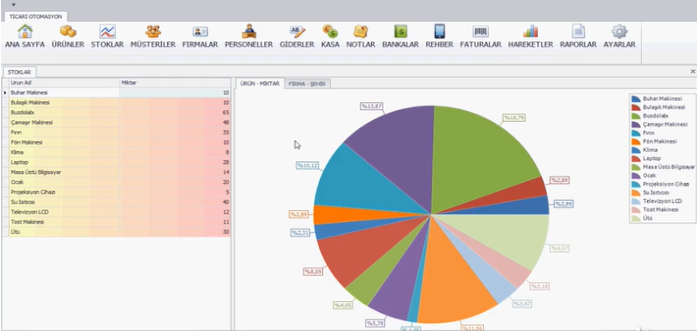 TİCARİ OTOMASYON
ANA SAYFA ÜRÜNLER STOKLAR MÜŞTERİLER FİRMALAR PERSONELLER GİDERLER KASA NOTLAR BANKALAR REHBER FATURALAR HAREKETLER RAPORLAR AYARLAR
STOKLAR
Urun Ad Miktar
Buhar Makinesi 10
Bulaşık Makinesi 10
Buzdolabı 65
Çamaşır Makinesi 48
Fırın 35
Fön Makinesi 10
Klima 8
Laptop 28
Masa Üstü Bilgisayar 14
Ocak 20
Projeksiyon Cihazı 5
Su Isıtıcısı 40
Televizyon LCD 12
Tost Makinesi 11
Ütü 30
ÜRÜN - MİKTAR FİRMA - ŞEHİR
%13,87
%18,79
%10,12
%2,89
%2,89
%2,89
%2,31
%8,09
%4,05
%5,78
%11,56
%3,47
%3,18
%8,67
Buhar Makinesi
Bulaşık Makinesi
Buzdolabı
Çamaşır Makinesi
Fırın
Fön Makinesi
Klima
Laptop
Masa Üstü Bilgisayar
Ocak
Projeksiyon Cihazı
Su Isıtıcısı
Televizyon LCD
Tost Makinesi
Ütü